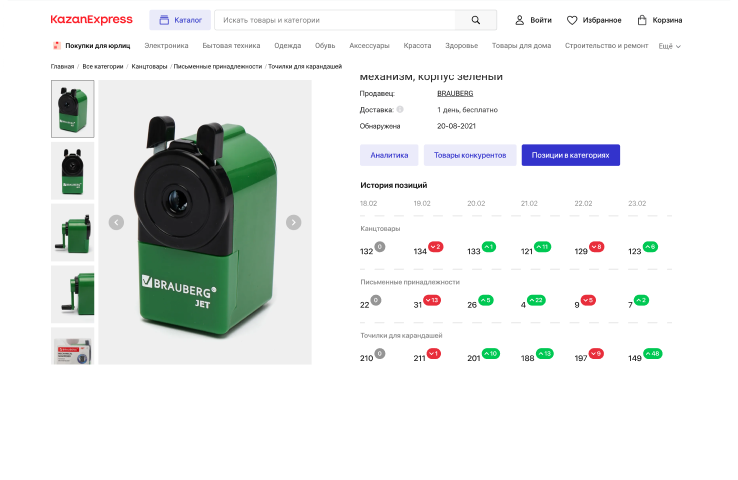 KazanExpress Каталог Искать товары и категории Войти Избранное Корзина
Покупки для юрлиц Электроника Бытовая техника Одежда Обувь Аксессуары Красота Здоровье Товары для дома Строительство и ремонт Ещё
Главная / Все категории / Канцтовары / Письменные принадлежности / Точилки для карандашей
механизм, корпус зеленый
Продавец: BRAUBERG
Доставка: 1 день, бесплатно
Обнаружена 20-08-2021
Аналитика Товары конкурентов Позиции в категориях
История позиций
18.02 19.02 20.02 21.02 22.02 23.02
Канцтовары
132 0 134 2 133 1 121 11 129 8 123 6
Письменные принадлежности
22 0 31 13 26 5 4 22 9 5 7 2
Точилки для карандашей
210 0 211 1 201 10 188 13 197 9 149 48
BRAUBERG
JET
BRAUBERG